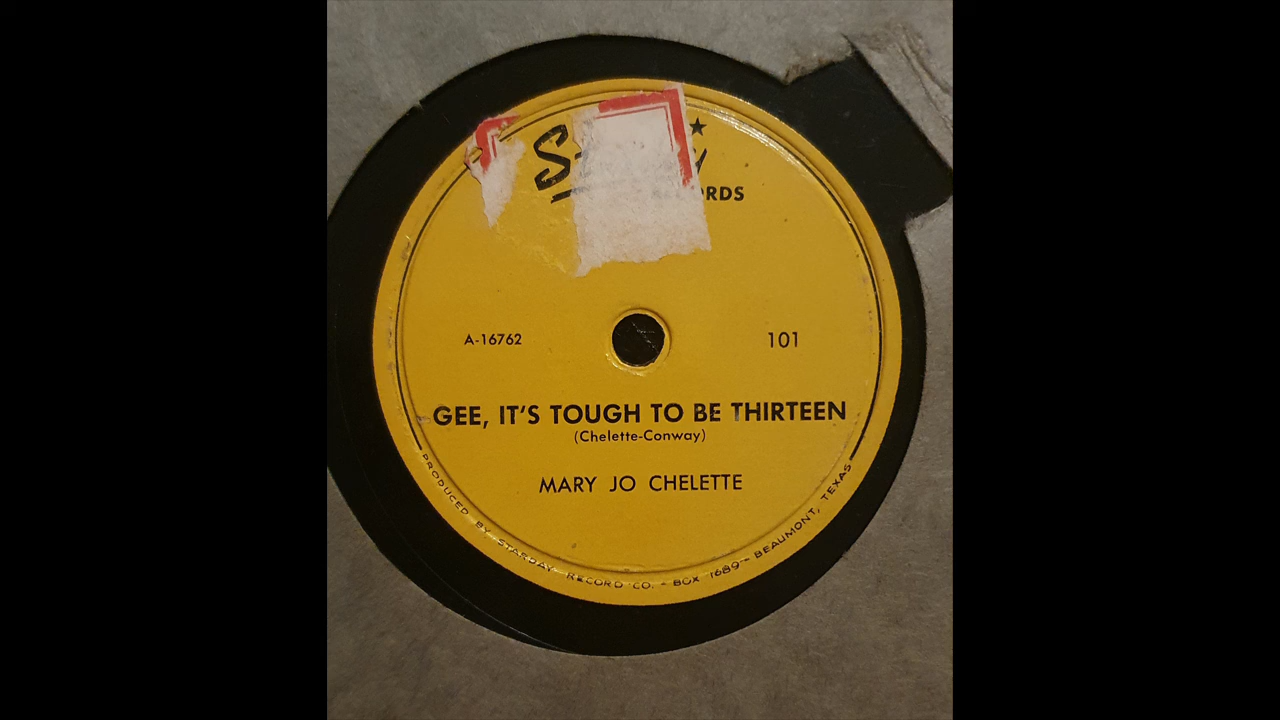 A-16762
101
GEE, IT'S TOUGH TO BE THIRTEEN
(Chelette-Conway)
MARY JO CHELETTE
PRODUCED BY STARDAY RECORD CO. - BOX 1689 - BEAUMONT, TEXAS